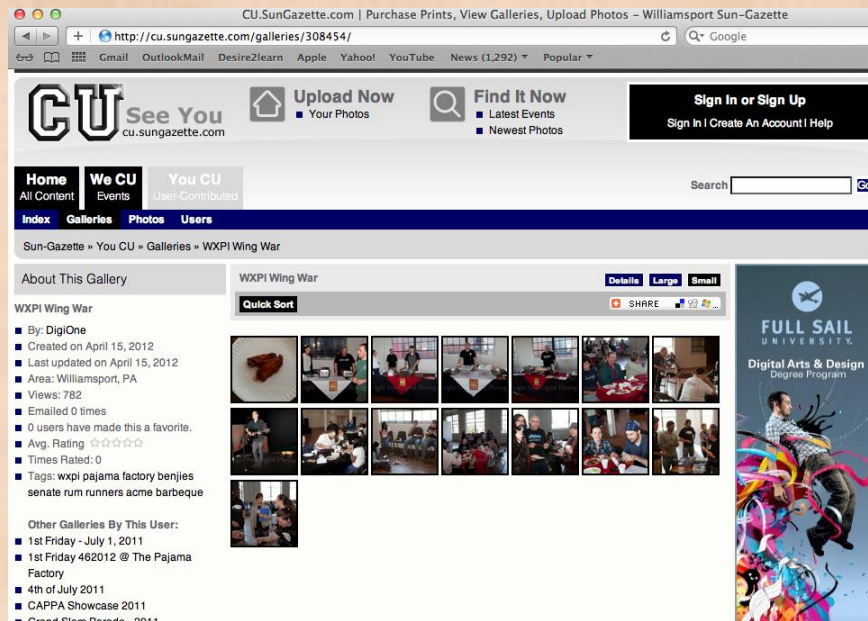 CU.SunGazette.com | Purchase Prints, View Galleries, Upload Photos – Williamsport Sun-Gazette
http://cu.sungazette.com/galleries/308454/
Google
Gmail OutlookMail Desire2learn Apple Yahoo! YouTube News (1,292) Popular
CU See You
cu.sungazette.com
Upload Now
Your Photos
Find It Now
Latest Events
Newest Photos
Sign In or Sign Up
Sign In | Create An Account | Help
Home
All Content
We CU
Events
You CU
User-Contributed
Search
Index Galleries Photos Users
Sun-Gazette » You CU » Galleries » WXPI Wing War
About This Gallery
WXPI Wing War
By: DigiOne
Created on April 15, 2012
Last updated on April 15, 2012
Area: Williamsport, PA
Views: 782
Emailed 0 times
0 users have made this a favorite.
Avg. Rating
Times Rated: 0
Tags: wxpi pajama factory benjies
senate rum runners acme barbeque
Other Galleries By This User:
1st Friday - July 1, 2011
1st Friday 462012 @ The Pajama
Factory
4th of July 2011
CAPPA Showcase 2011
Grand Slam Parade - 2011
WXPI Wing War
Details Large Small
Quick Sort
SHARE
FULL SAIL
UNIVERSITY.
Digital Arts & Design
Degree Program